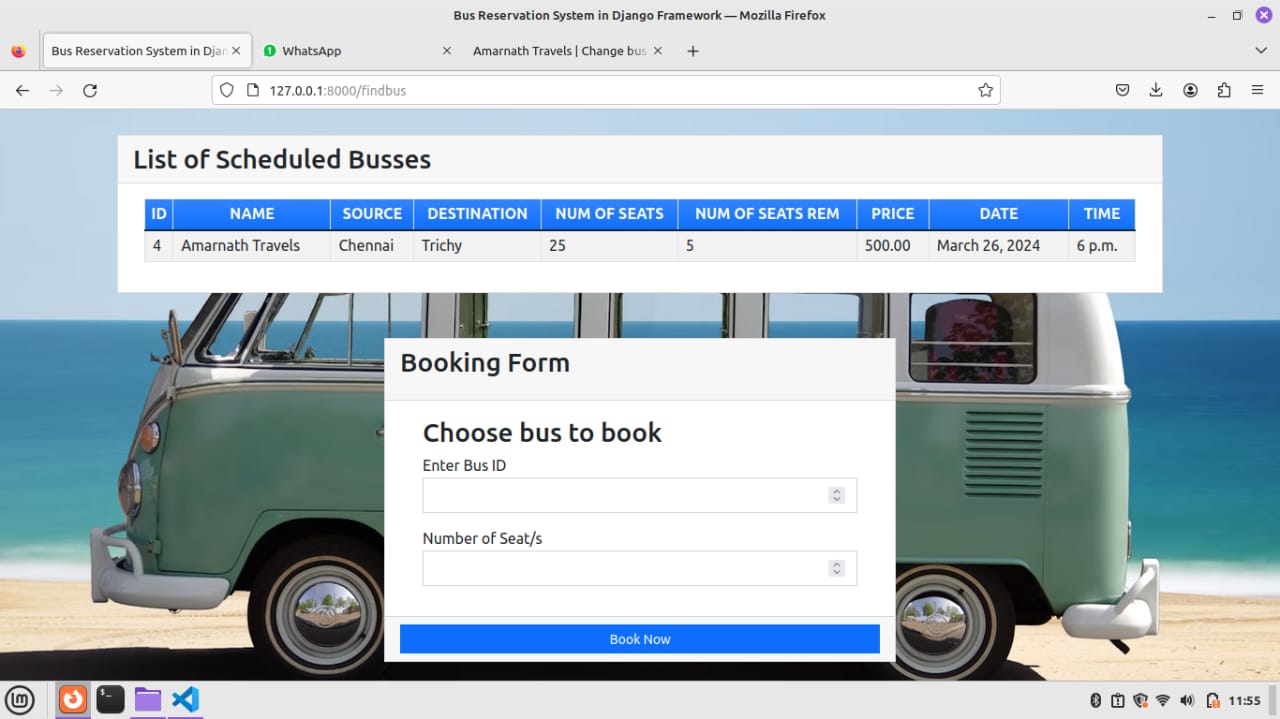 Bus Reservation System in Django Framework — Mozilla Firefox
Bus Reservation System in Djan
1 WhatsApp
Amarnath Travels | Change bus
127.0.0.1:8000/findbus
List of Scheduled Busses
ID NAME SOURCE DESTINATION NUM OF SEATS NUM OF SEATS REM PRICE DATE TIME
4 Amarnath Travels Chennai Trichy 25 5 500.00 March 26, 2024 6 p.m.
Booking Form
Choose bus to book
Enter Bus ID
Number of Seat/s
Book Now
11:55